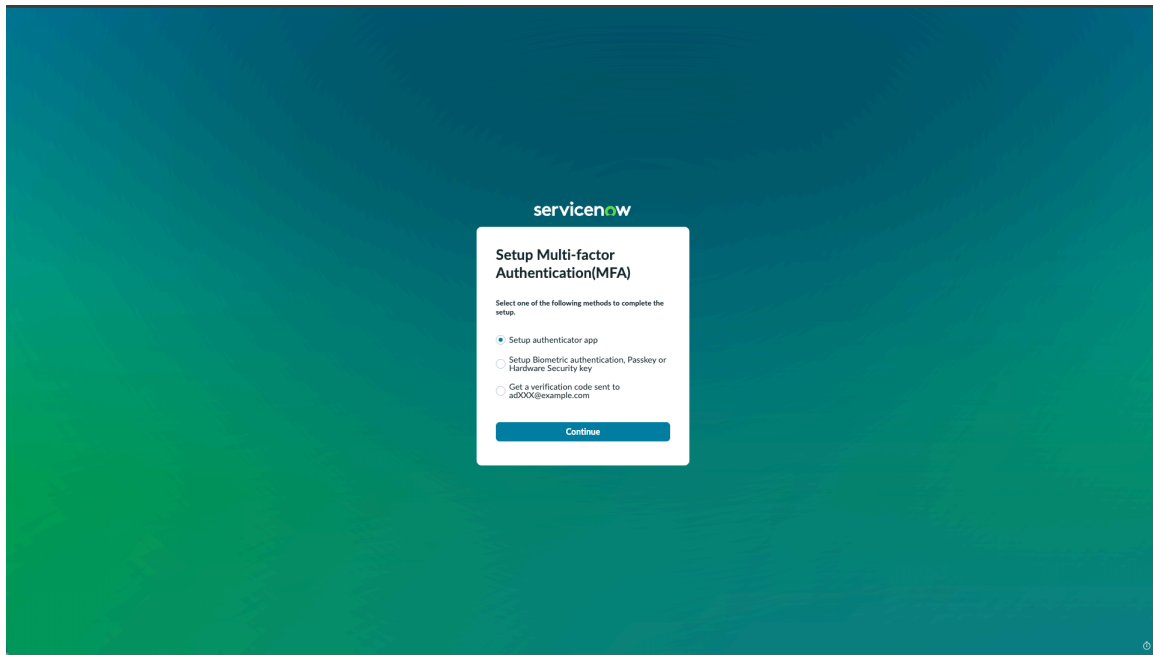 servicenow
Setup Multi-factor
Authentication(MFA)
Select one of the following methods to complete the
setup.
Setup authenticator app
Setup Biometric authentication, Passkey or
Hardware Security key
Get a verification code sent to
adXXX@example.com
Continue